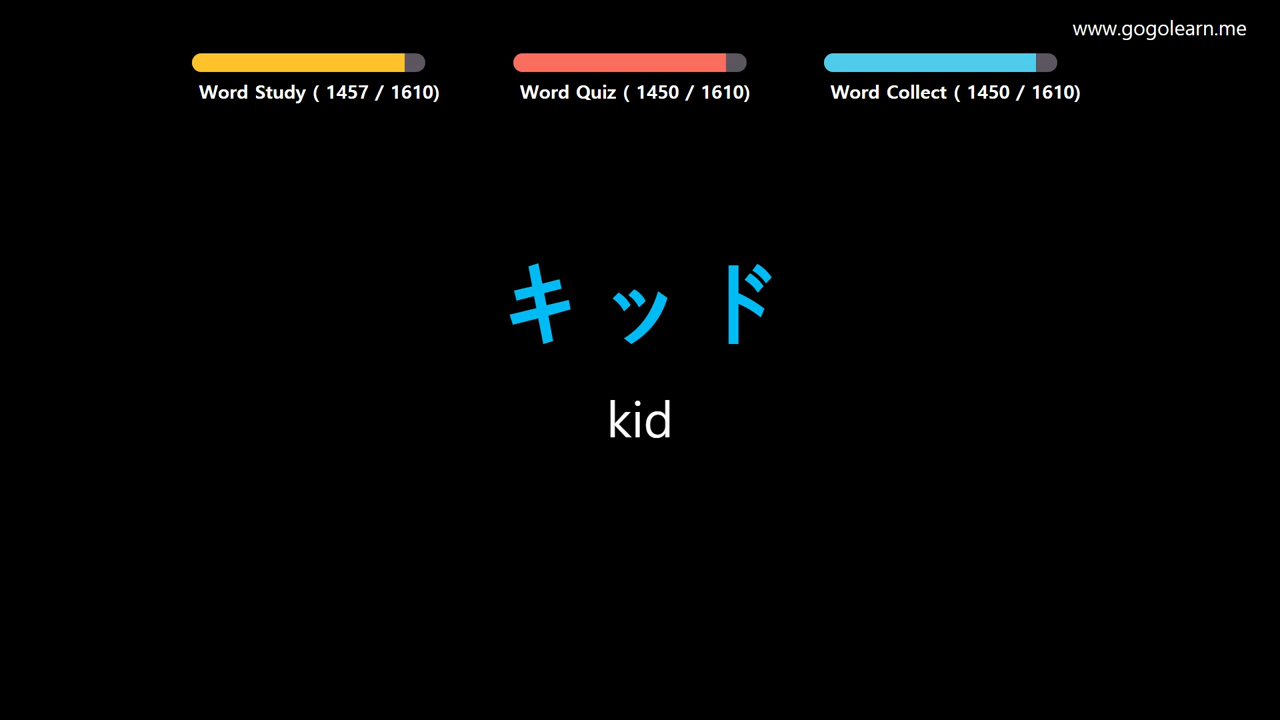 www.gogolearn.me
Word Study ( 1457 / 1610)
Word Quiz ( 1450 / 1610)
Word Collect ( 1450 / 1610)
キッド
kid